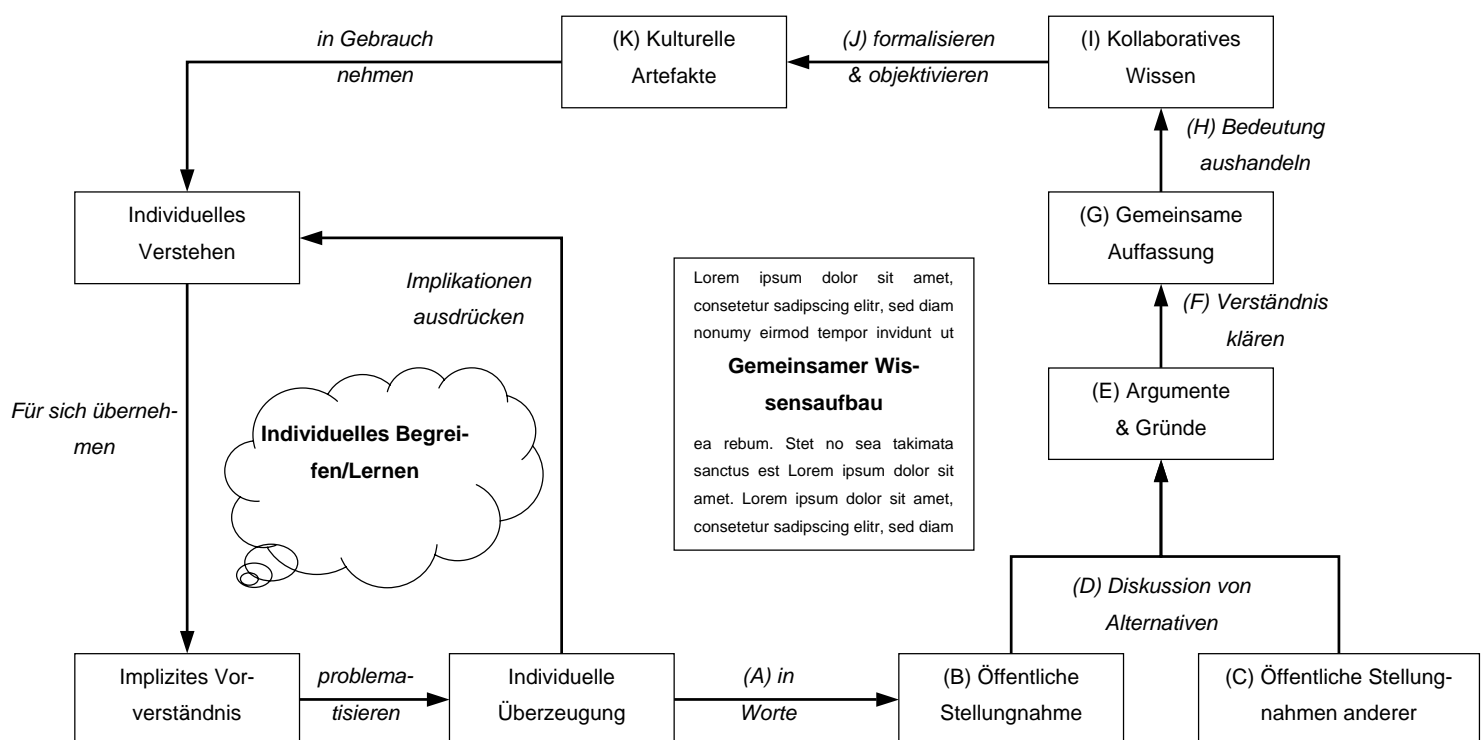 in Gebrauch
nehmen
(K) Kulturelle
Artefakte
(J) formalisieren
& objektivieren
(I) Kollaboratives
Wissen
(H) Bedeutung
aushandeln
Individuelles
Verstehen
(G) Gemeinsame
Auffassung
Implikationen
ausdrücken
Lorem ipsum dolor sit amet,
consetetur sadipscing elitr, sed diam
nonumy eirmod tempor invidunt ut
Gemeinsamer Wis-
sensaufbau
ea rebum. Stet no sea takimata
sanctus est Lorem ipsum dolor sit
amet. Lorem ipsum dolor sit amet,
consetetur sadipscing elitr, sed diam
(F) Verständnis
klären
(E) Argumente
& Gründe
Für sich überneh-
men
Individuelles Begrei-
fen/Lernen
(D) Diskussion von
Alternativen
Implizites Vor-
verständnis
problema-
tisieren
Individuelle
Überzeugung
(A) in
Worte
(B) Öffentliche
Stellungnahme
(C) Öffentliche Stellung-
nahmen anderer